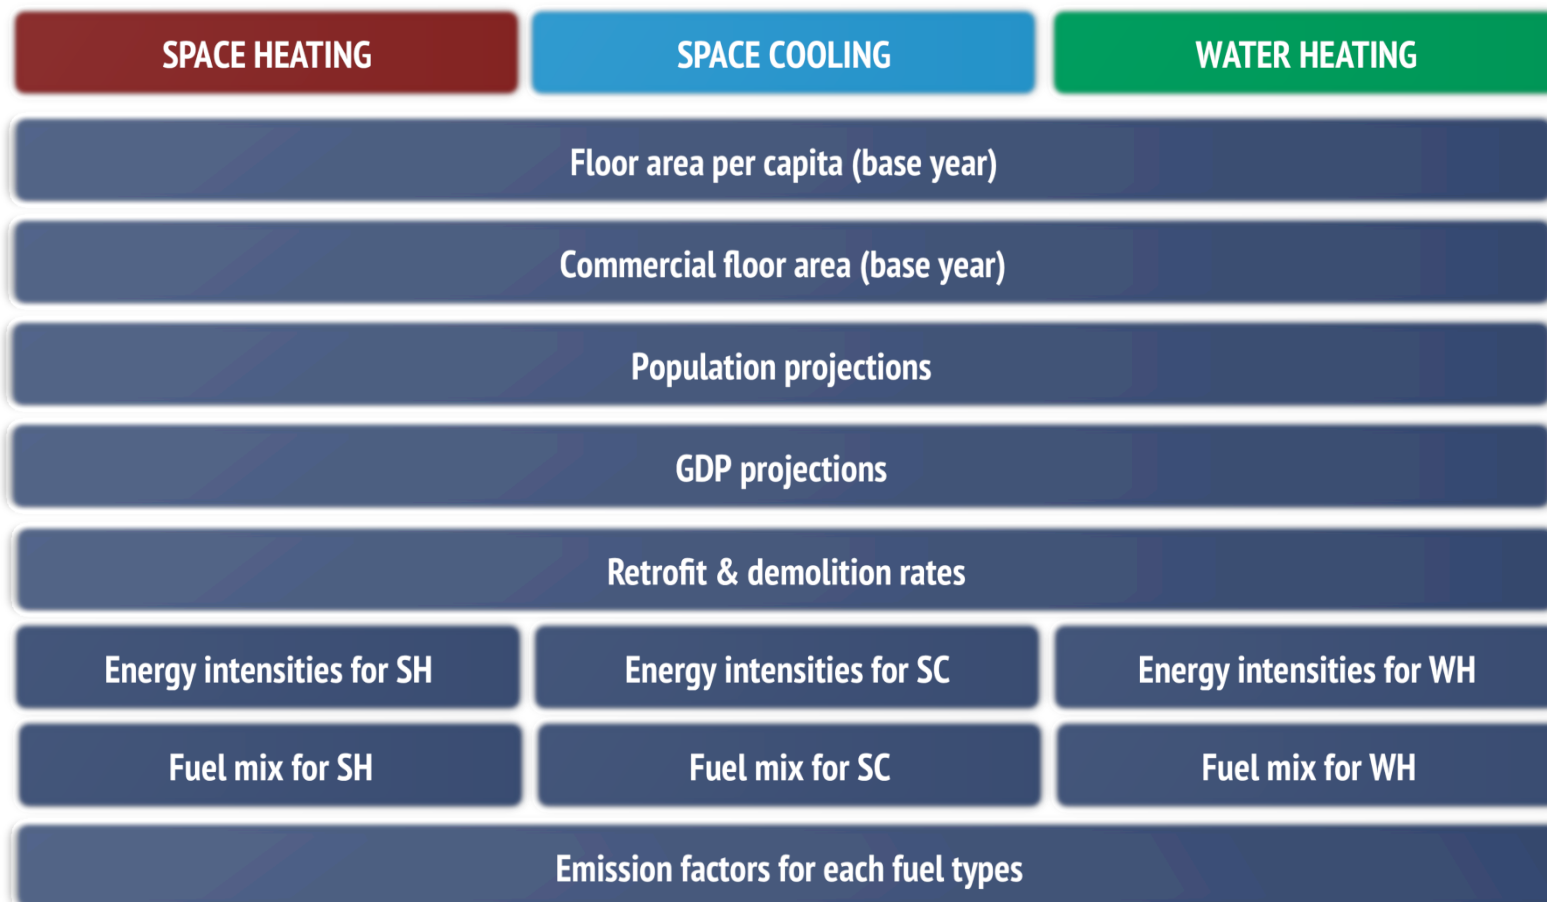 SPACE HEATING
SPACE COOLING
WATER HEATING
Floor area per capita (base year)
Commercial floor area (base year)
Population projections
GDP projections
Retrofit & demolition rates
Energy intensities for SH
Energy intensities for SC
Energy intensities for WH
Fuel mix for SH
Fuel mix for SC
Fuel mix for WH
Emission factors for each fuel types